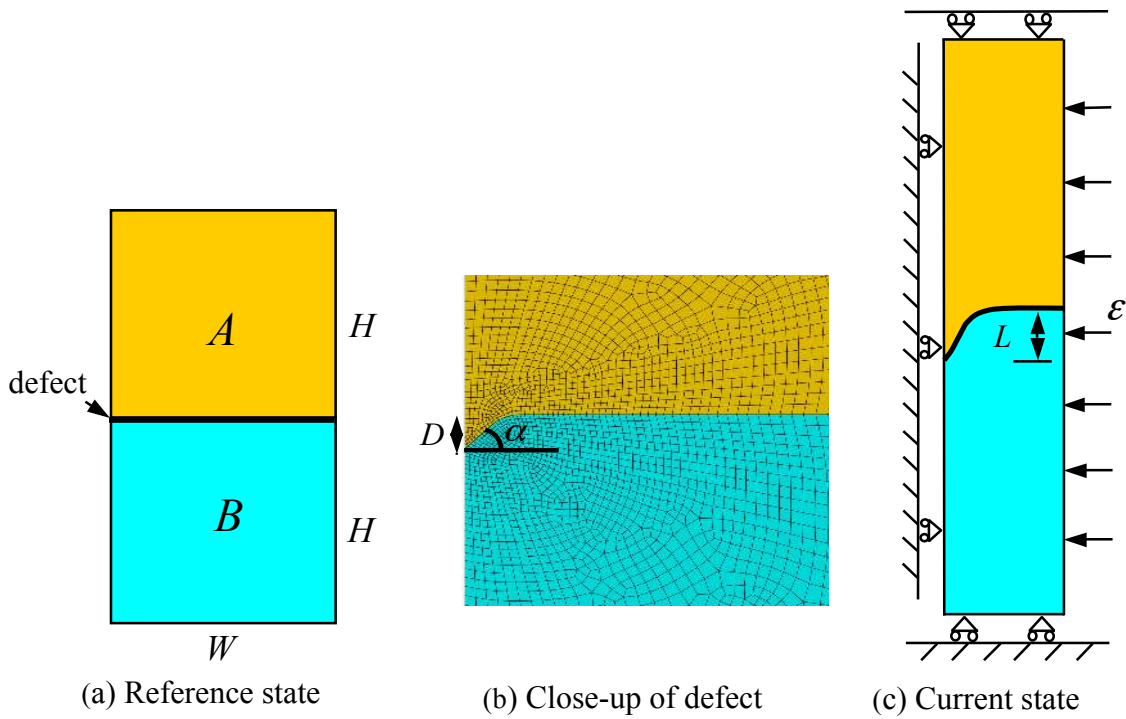 A
H
defect
B
H
W
(a) Reference state
D
α
(b) Close-up of defect
L
ε
(c) Current state